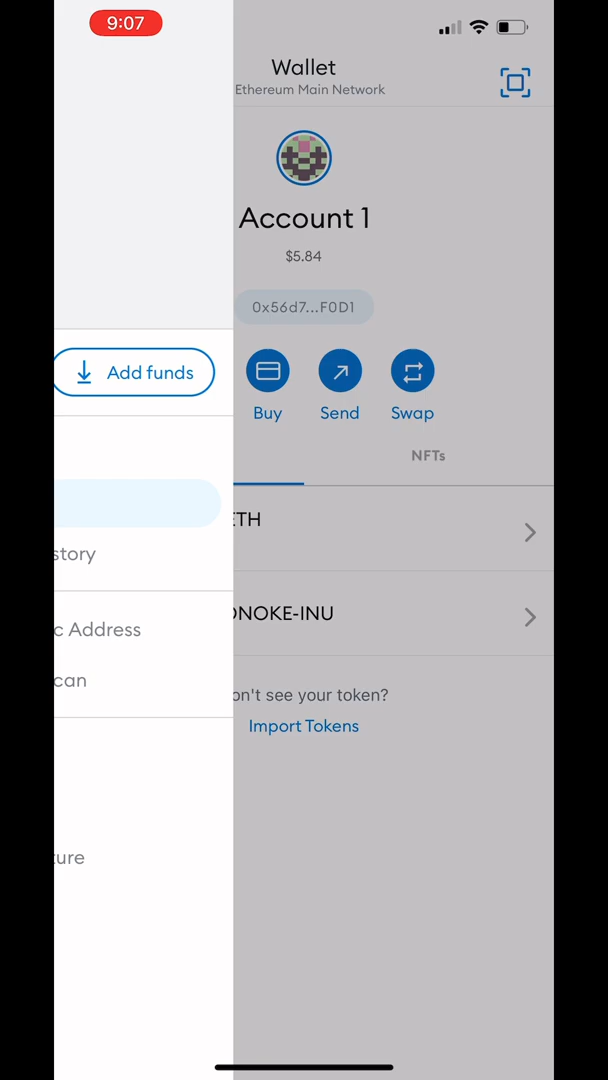 9:07
Wallet
Ethereum Main Network
Account 1
$5.84
0x56d7...F0D1
Add funds
Buy
Send
Swap
NFTs
ETH
story
ONOKE-INU
c Address
can
on't see your token?
Import Tokens
ture